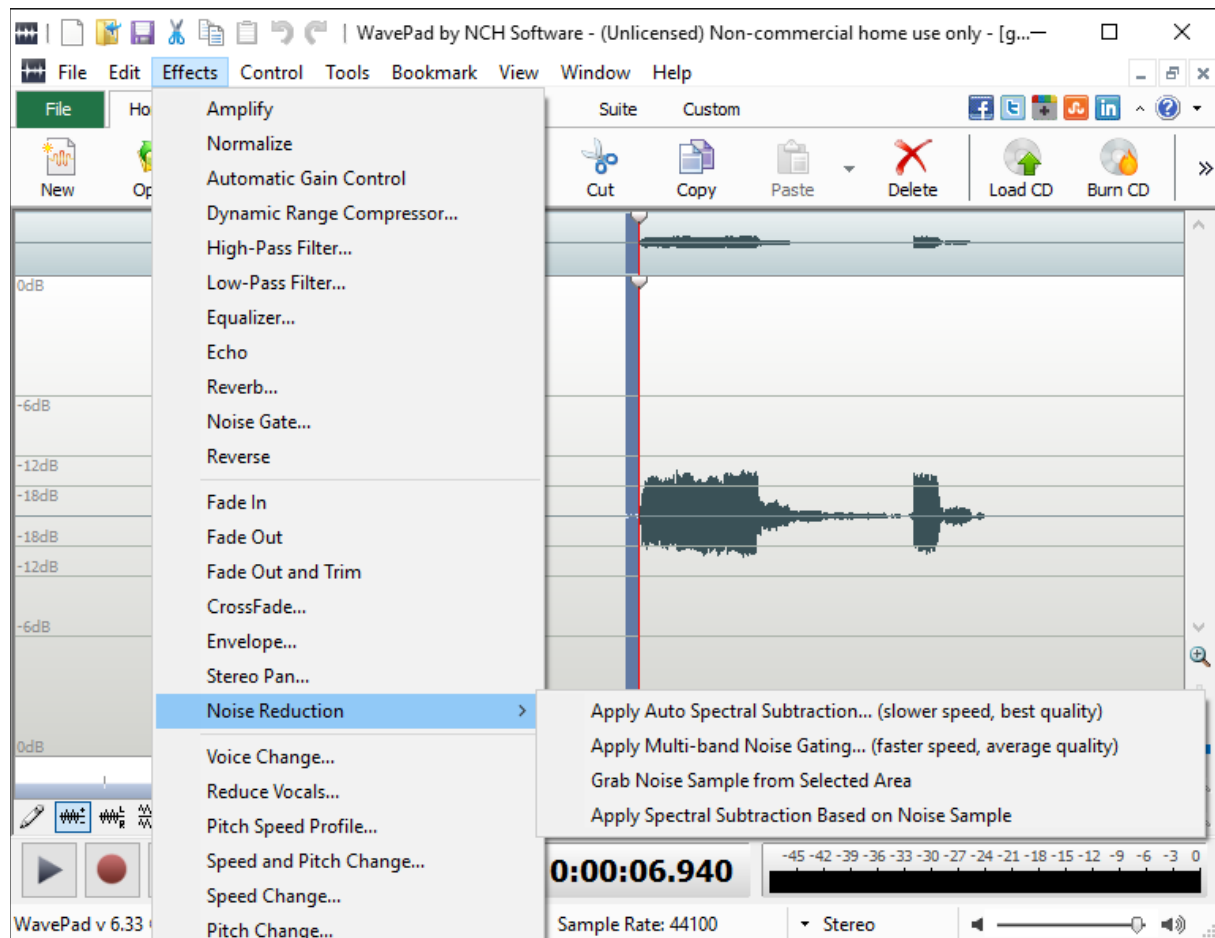 WavePad by NCH Software - (Unlicensed) Non-commercial home use only - [g...
File Edit Effects Control Tools Bookmark View Window Help
File Ho Suite Custom
New Op Cut Copy Paste Delete Load CD Burn CD
Amplify
Normalize
Automatic Gain Control
Dynamic Range Compressor...
High-Pass Filter...
Low-Pass Filter...
Equalizer...
Echo
Reverb...
Noise Gate...
Reverse
Fade In
Fade Out
Fade Out and Trim
CrossFade...
Envelope...
Stereo Pan...
Noise Reduction
Voice Change...
Reduce Vocals...
Pitch Speed Profile...
Speed and Pitch Change...
Speed Change...
Pitch Change...
Apply Auto Spectral Subtraction... (slower speed, best quality)
Apply Multi-band Noise Gating... (faster speed, average quality)
Grab Noise Sample from Selected Area
Apply Spectral Subtraction Based on Noise Sample
0dB
-6dB
-12dB
-18dB
-18dB
-12dB
-6dB
0dB
0:00:06.940
-45 -42 -39 -36 -33 -30 -27 -24 -21 -18 -15 -12 -9 -6 -3 0
WavePad v 6.33 Sample Rate: 44100 Stereo